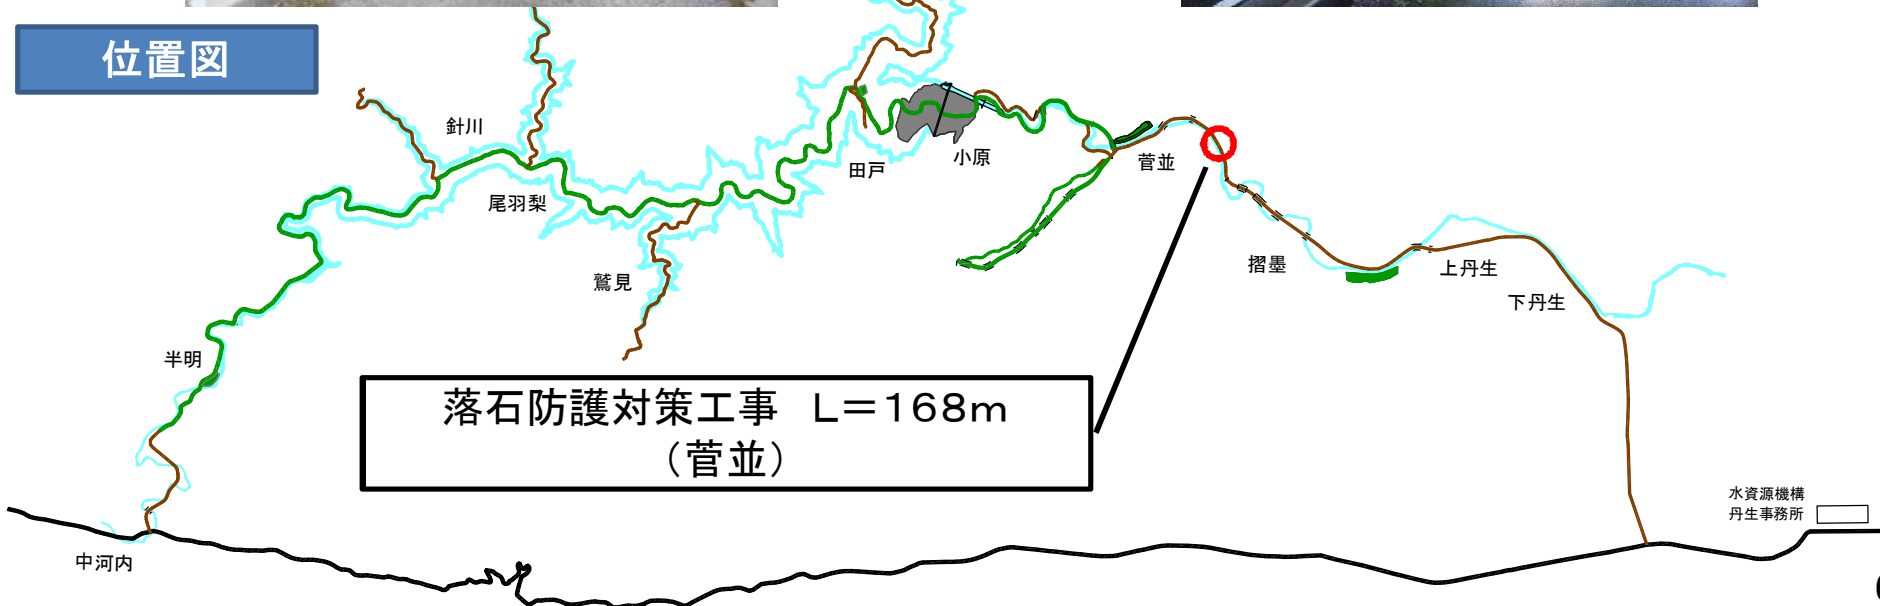 位置図
針川
尾羽梨
田戸
小原
菅並
鷲見
摺墨
上丹生
下丹生
半明
落石防護対策工事　L＝168m
（菅並）
水資源機構
丹生事務所
中河内